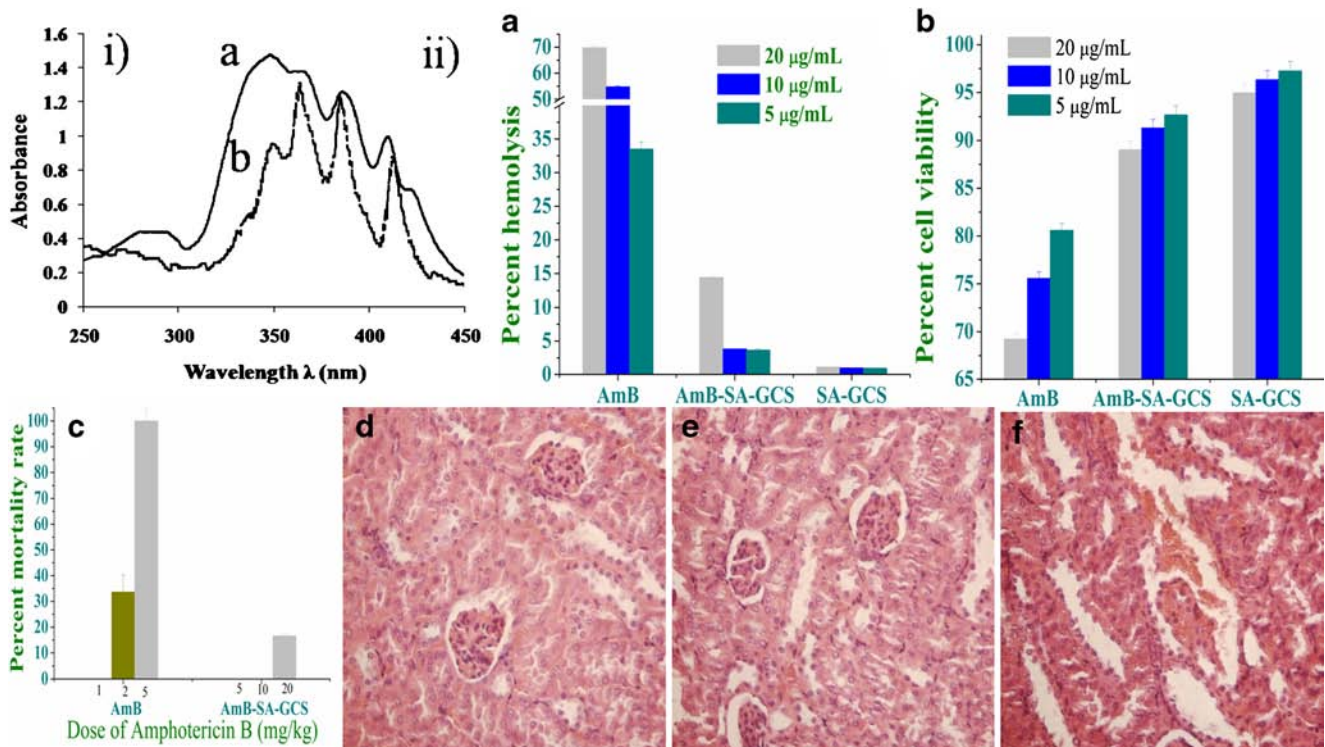 i)
ii)
a
b
1.6
1.4
1.2
1
0.8
0.6
0.4
0.2
0
250 300 350 400 450
Absorbance
Wavelength λ (nm)
a
20 µg/mL
10 µg/mL
5 µg/mL
70
65
60
55
50
35
30
25
20
15
10
5
0
Percent hemolysis
AmB AmB-SA-GCS SA-GCS
b
20 µg/mL
10 µg/mL
5 µg/mL
100
95
90
85
80
75
70
65
Percent cell viability
AmB AmB-SA-GCS SA-GCS
c
100
90
80
70
60
50
40
30
20
10
0
Percent mortality rate
1 2 5 5 10 20
AmB AmB-SA-GCS
Dose of Amphotericin B (mg/kg)
d
e
f